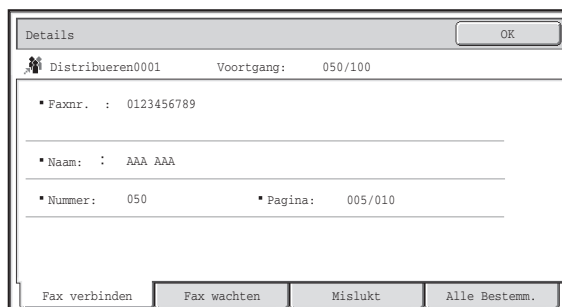 Details OK
Distribueren0001 Voortgang: 050/100
▪ Faxnr. : 0123456789
▪ Naam: : AAA AAA
▪ Nummer: 050 ▪ Pagina: 005/010
Fax verbinden Fax wachten Mislukt Alle Bestemm.